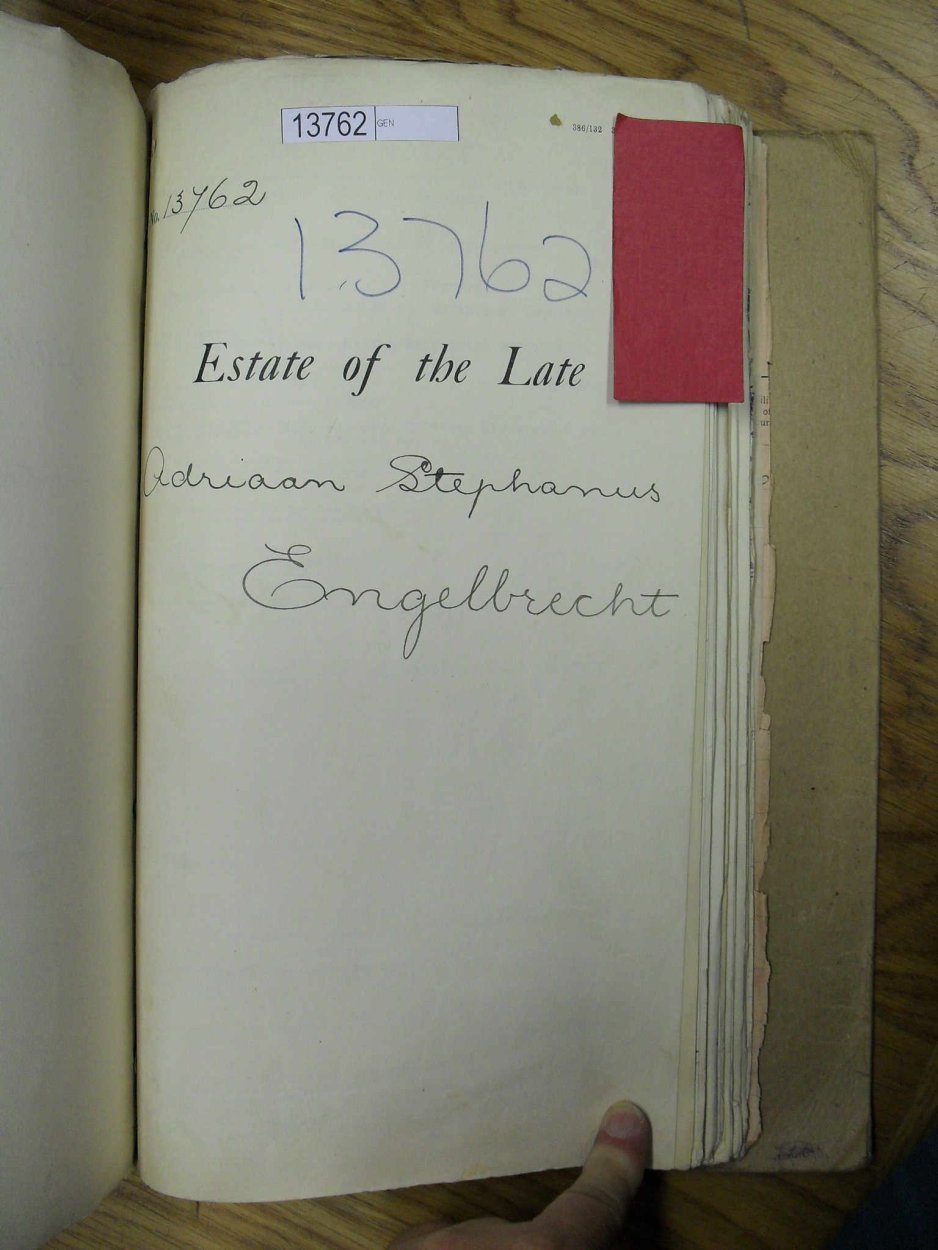 13762 GEN
386/132
No. 13762
13762
Estate of the Late
Adriaan Stephanus
Engelbrecht